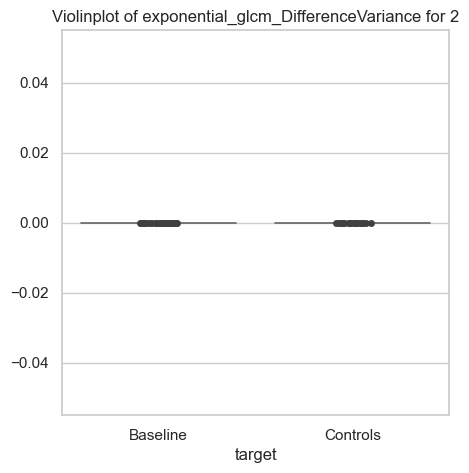 Violinplot of exponential_glcm_DifferenceVariance for 2
0.04
0.02
0.00
−0.02
−0.04
Baseline
Controls
target